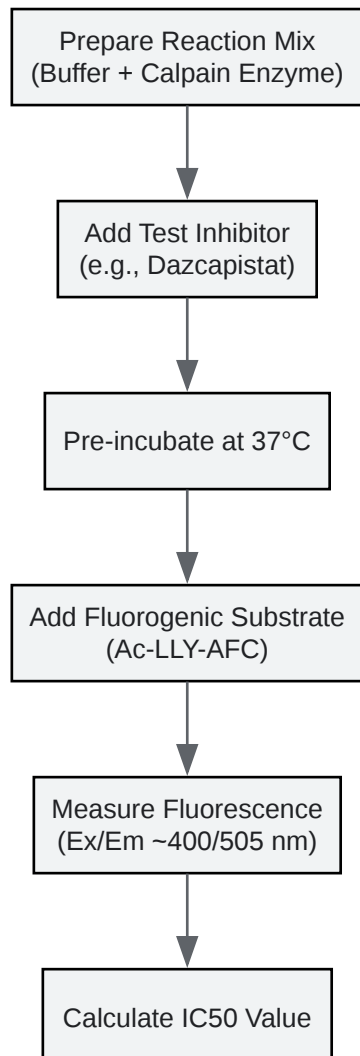 Prepare Reaction Mix
(Buffer + Calpain Enzyme)
Add Test Inhibitor
(e.g., Dazcapistat)
Pre-incubate at 37°C
Add Fluorogenic Substrate
(Ac-LLY-AFC)
Measure Fluorescence
(Ex/Em ~400/505 nm)
Calculate IC50 Value